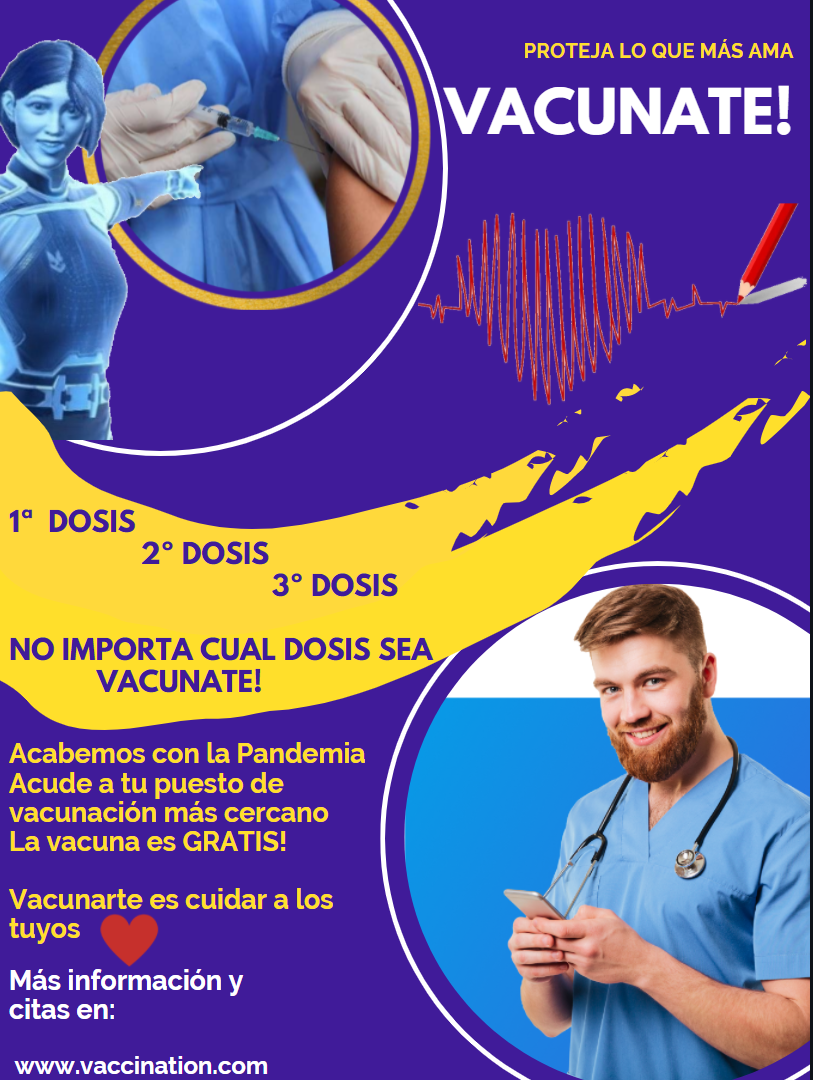 PROTEJA LO QUE MÁS AMA
VACUNATE!
1ª DOSIS
2° DOSIS
3° DOSIS
NO IMPORTA CUAL DOSIS SEA
VACUNATE!
Acabemos con la Pandemia
Acude a tu puesto de
vacunación más cercano
La vacuna es GRATIS!
Vacunarte es cuidar a los
tuyos
Más información y
citas en:
www.vaccination.com